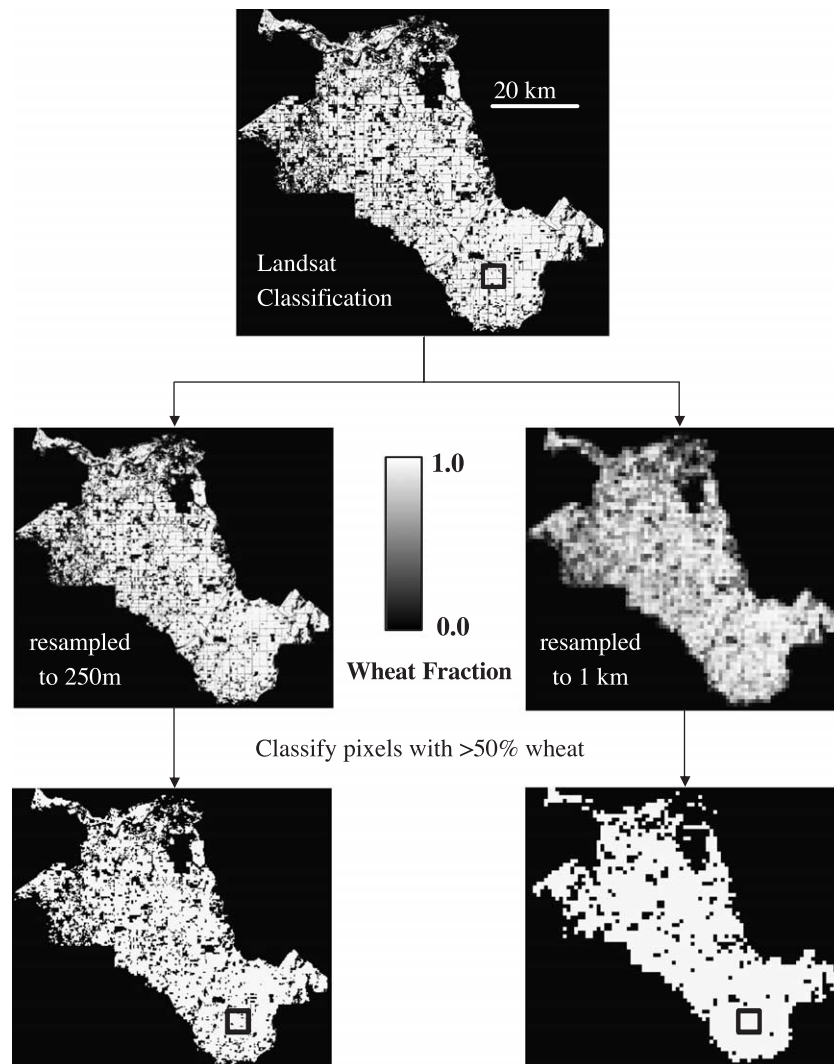 20 km
Landsat
Classification
1.0
0.0
Wheat Fraction
resampled
to 250m
resampled
to 1 km
Classify pixels with >50% wheat